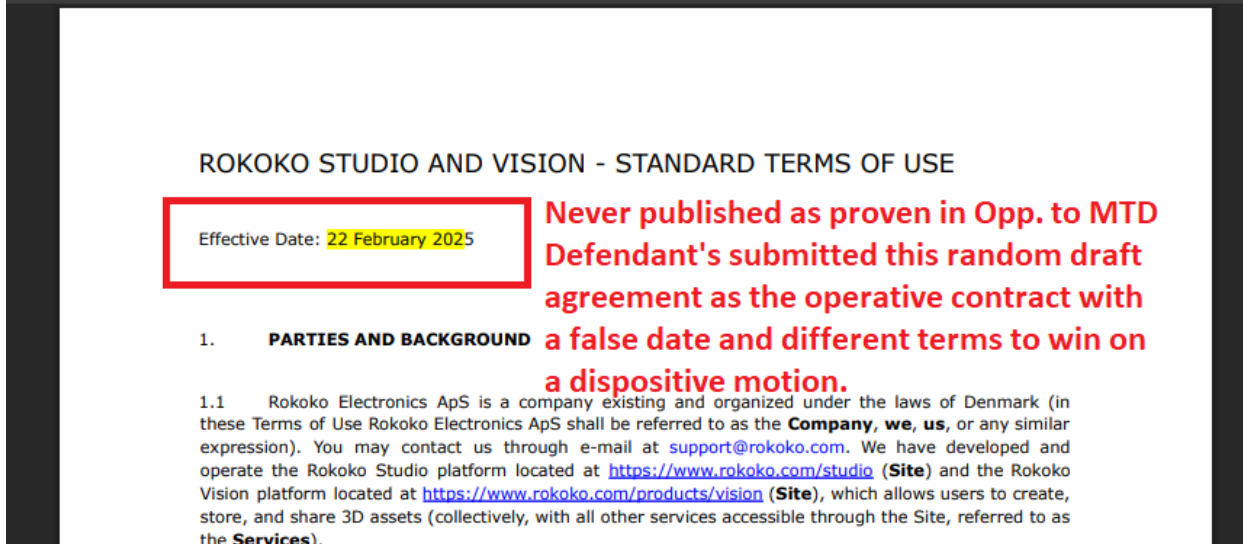 ROKOKO STUDIO AND VISION - STANDARD TERMS OF USE
Effective Date: 22 February 2025
Never published as proven in Opp. to MTD
Defendant's submitted this random draft
agreement as the operative contract with
a false date and different terms to win on
a dispositive motion.
1. PARTIES AND BACKGROUND
1.1 Rokoko Electronics ApS is a company existing and organized under the laws of Denmark (in
these Terms of Use Rokoko Electronics ApS shall be referred to as the Company, we, us, or any similar
expression). You may contact us through e-mail at support@rokoko.com. We have developed and
operate the Rokoko Studio platform located at https://www.rokoko.com/studio (Site) and the Rokoko
Vision platform located at https://www.rokoko.com/products/vision (Site), which allows users to create,
store, and share 3D assets (collectively, with all other services accessible through the Site, referred to as
the Services).